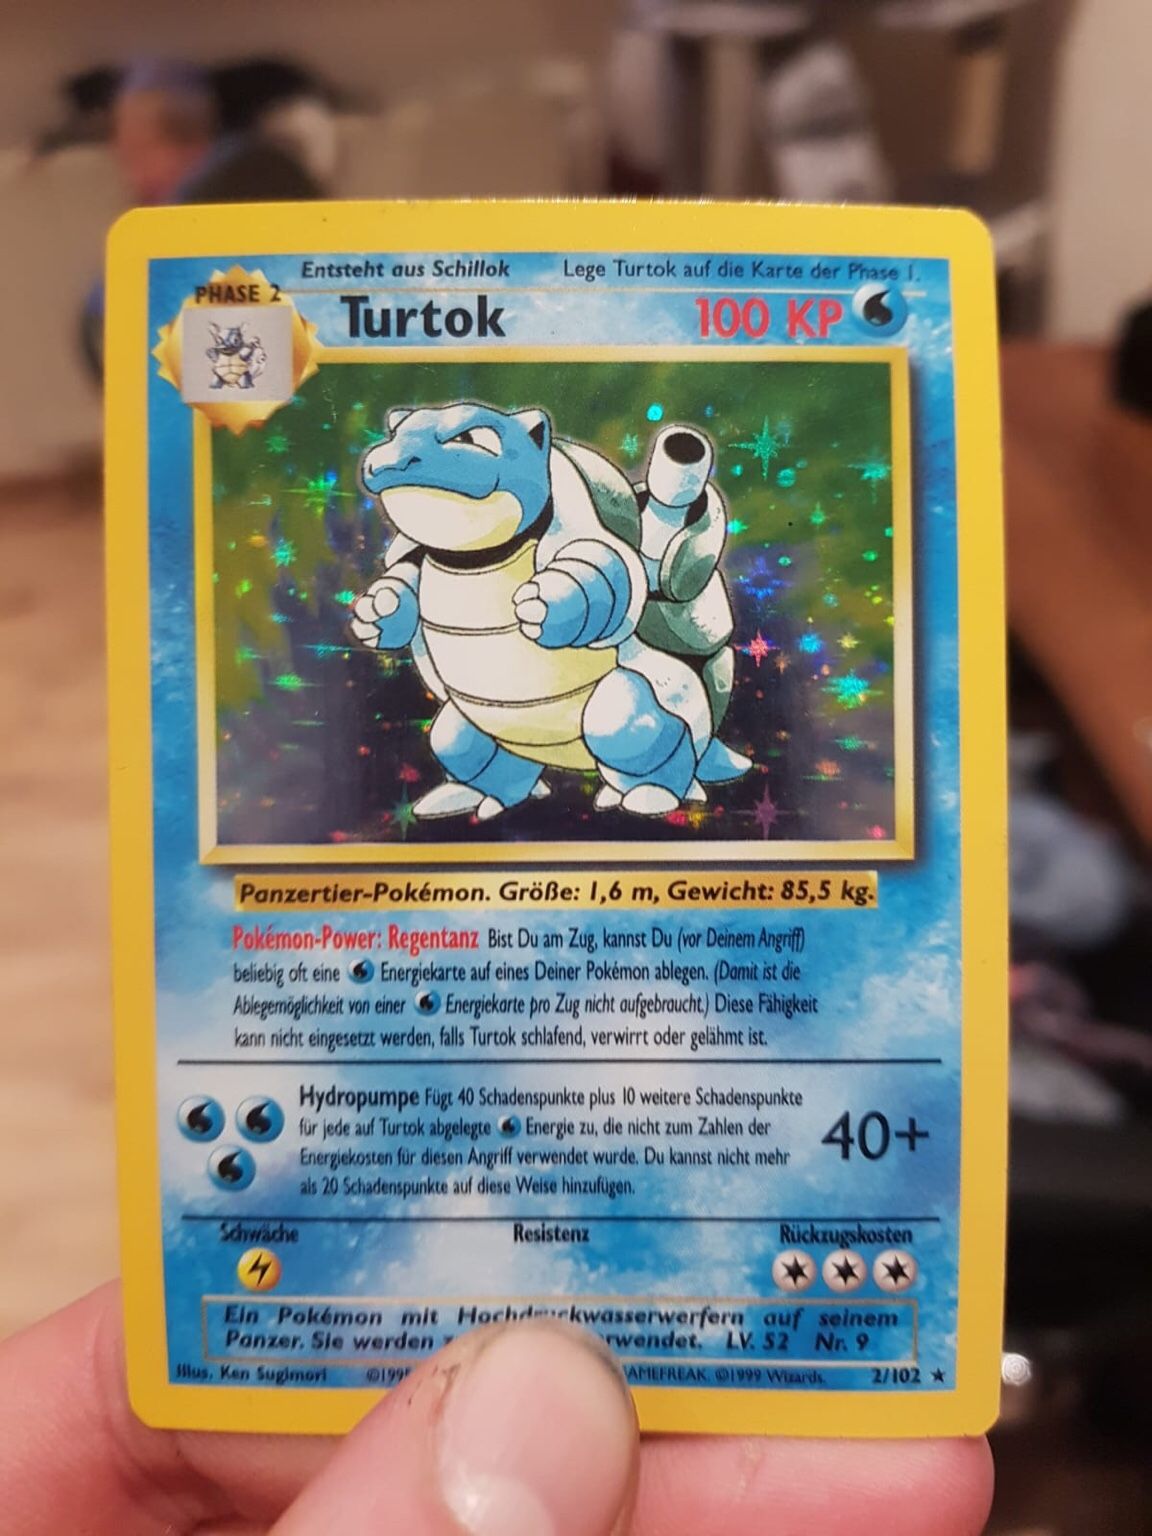 Entsteht aus Schillok Lege Turtok auf die Karte der Phase 1.
PHASE 2
Turtok 100 KP
Panzertier-Pokémon. Größe: 1,6 m, Gewicht: 85,5 kg.
Pokémon-Power: Regentanz Bist Du am Zug, kannst Du (vor Deinem Angriff)
beliebig oft eine Energiekarte auf eines Deiner Pokémon ablegen. (Damit ist die
Ablegemöglichkeit von einer Energiekarte pro Zug nicht aufgebraucht.) Diese Fähigkeit
kann nicht eingesetzt werden, falls Turtok schlafend, verwirrt oder gelähmt ist.
Hydropumpe Fügt 40 Schadenspunkte plus 10 weitere Schadenspunkte
für jede auf Turtok abgelegte Energie zu, die nicht zum Zahlen der
Energiekosten für diesen Angriff verwendet wurde. Du kannst nicht mehr
als 20 Schadenspunkte auf diese Weise hinzufügen.
40+
Schwäche Resistenz Rückzugskosten
Ein Pokémon mit Hochdruckwasserwerfern auf seinem
Panzer. Sie werden LV. 52 Nr. 9
Illus. Ken Sugimori ©1999 Wizards. 2/102